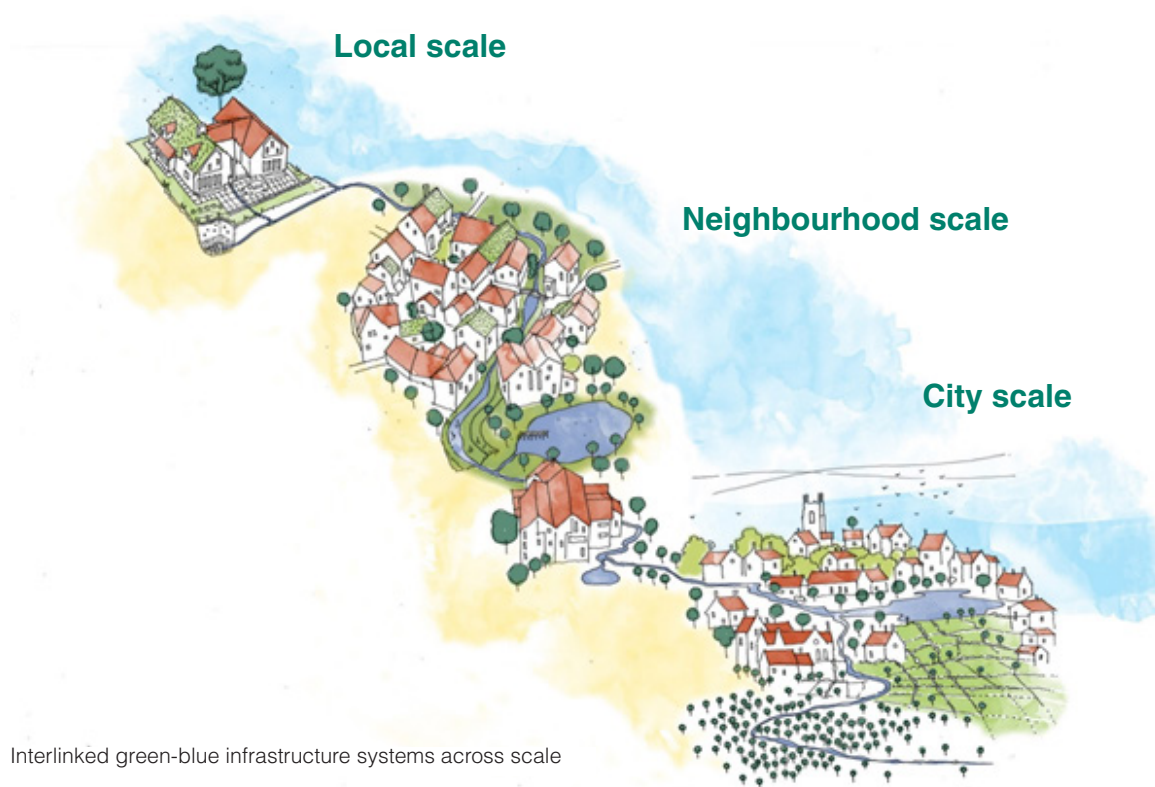 Local scale
Neighbourhood scale
City scale
Interlinked green-blue infrastructure systems across scale